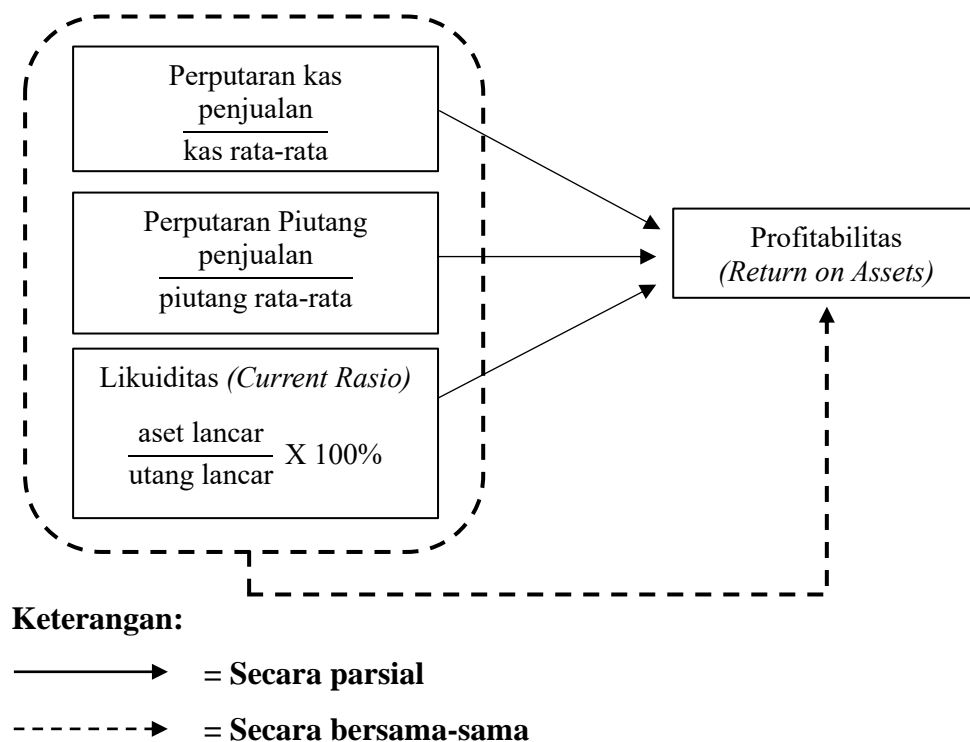 Perputaran kas
penjualan
kas rata-rata
Perputaran Piutang
penjualan
piutang rata-rata
Likuiditas (Current Rasio)
aset lancar
utang lancar
X 100%
Profitabilitas
(Return on Assets)
Keterangan:
= Secara parsial
= Secara bersama-sama